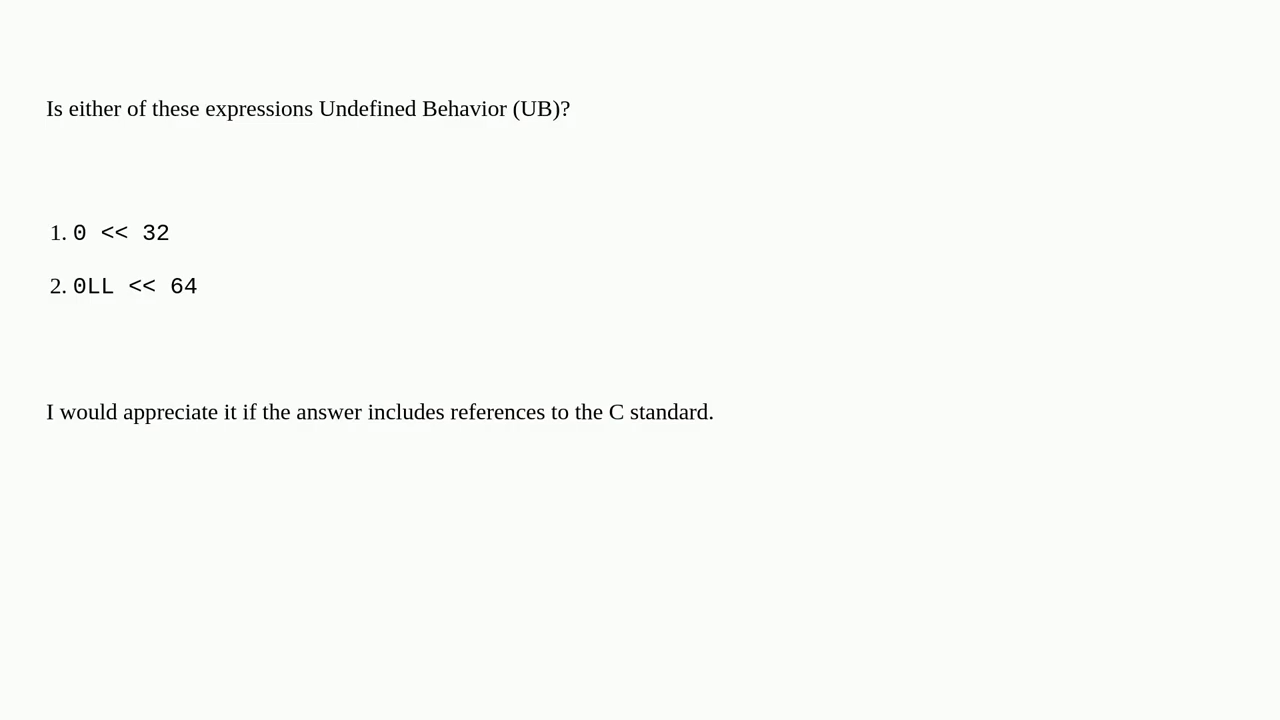 Is either of these expressions Undefined Behavior (UB)?
1. 0 << 32
2. 0LL << 64
I would appreciate it if the answer includes references to the C standard.